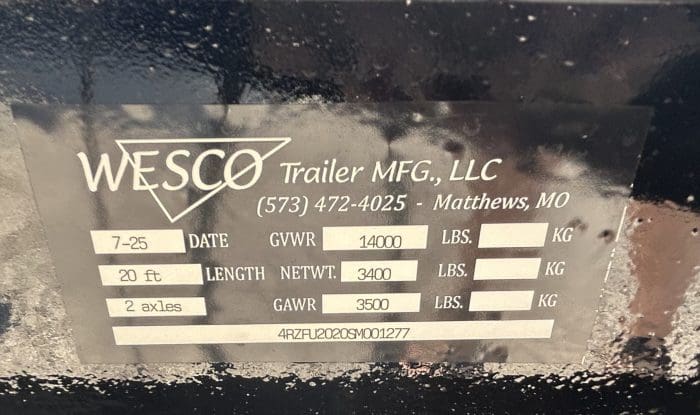 WESCO Trailer MFG., LLC
(573) 472-4025 - Matthews, MO
7-25 DATE GVWR 14000 LBS. KG
20 ft LENGTH NETWT. 3400 LBS. KG
2 axles GAWR 3500 LBS. KG
4RZFU2020SM001277